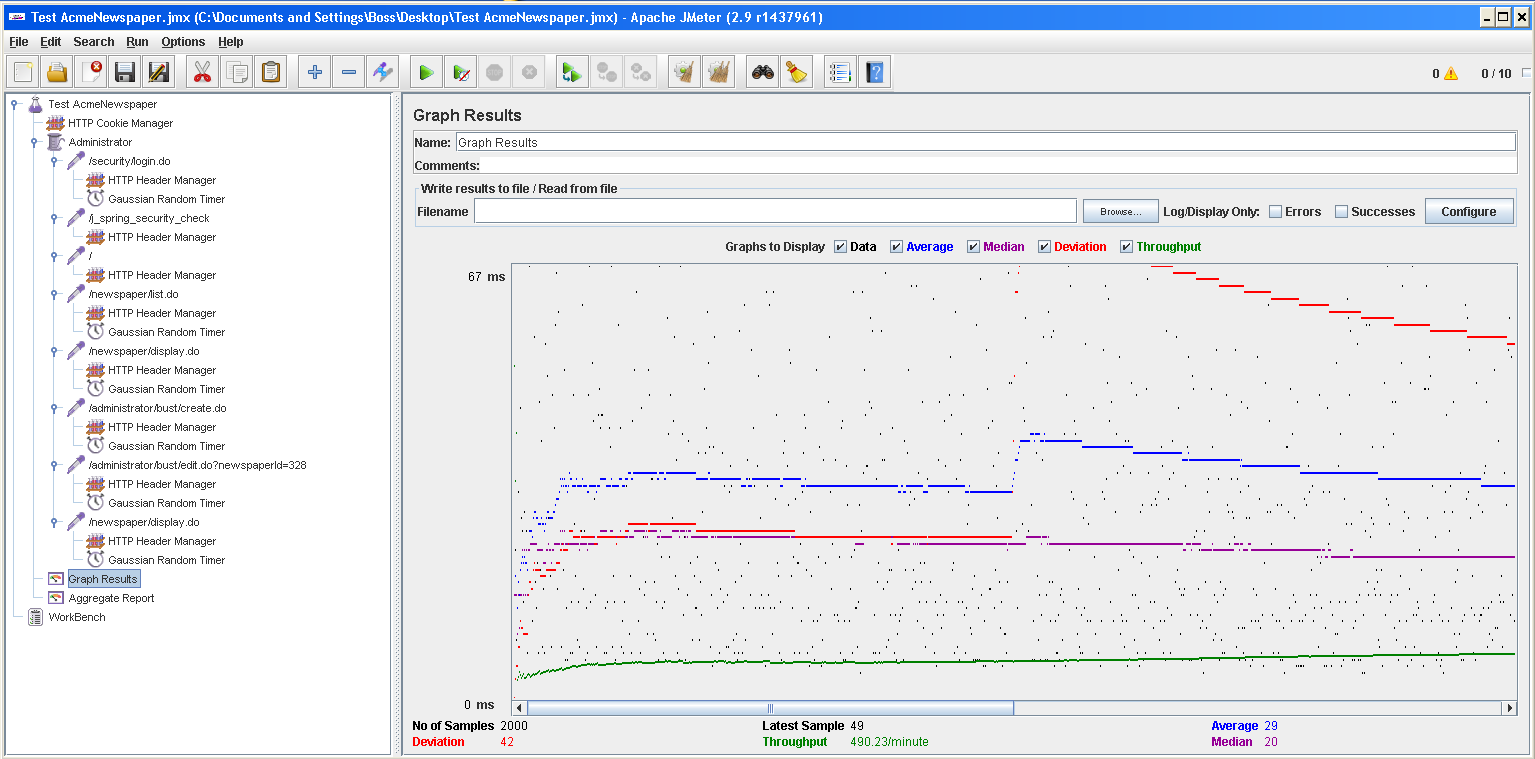 Test AcmeNewspaper.jmx (C:\Documents and Settings\Boss\Desktop\Test AcmeNewspaper.jmx) - Apache JMeter (2.9 r1437961)
File Edit Search Run Options Help
0 0 / 10
Test AcmeNewspaper
HTTP Cookie Manager
Administrator
/security/login.do
HTTP Header Manager
Gaussian Random Timer
/j_spring_security_check
HTTP Header Manager
/
HTTP Header Manager
/newspaper/list.do
HTTP Header Manager
Gaussian Random Timer
/newspaper/display.do
HTTP Header Manager
Gaussian Random Timer
/administrator/bust/create.do
HTTP Header Manager
Gaussian Random Timer
/administrator/bust/edit.do?newspaperId=328
HTTP Header Manager
Gaussian Random Timer
/newspaper/display.do
HTTP Header Manager
Gaussian Random Timer
Graph Results
Aggregate Report
WorkBench
Graph Results
Name: Graph Results
Comments:
Write results to file / Read from file
Filename Browse... Log/Display Only: Errors Successes Configure
Graphs to Display Data Average Median Deviation Throughput
67 ms
0 ms
No of Samples 2000 Latest Sample 49 Average 29
Deviation 42 Throughput 490.23/minute Median 20